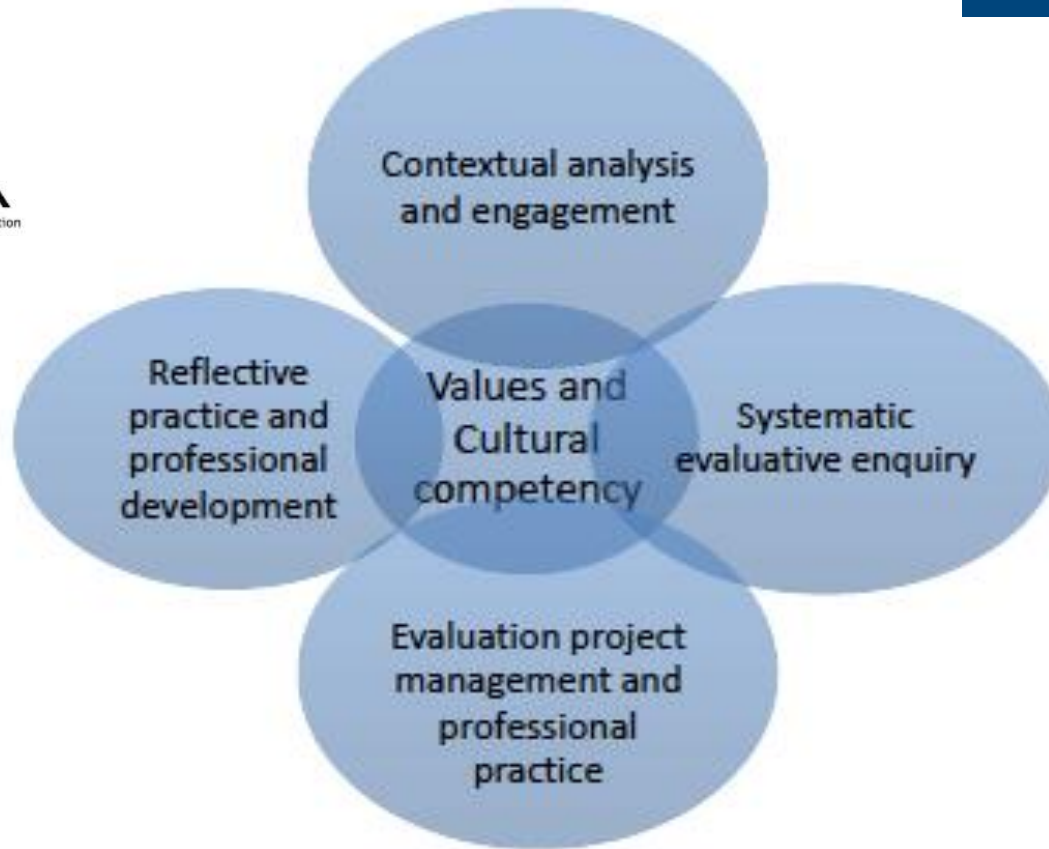 Contextual analysis
and engagement
Reflective
practice and
professional
development
Values and
Cultural
competency
Systematic
evaluative enquiry
Evaluation project
management and
professional
practice